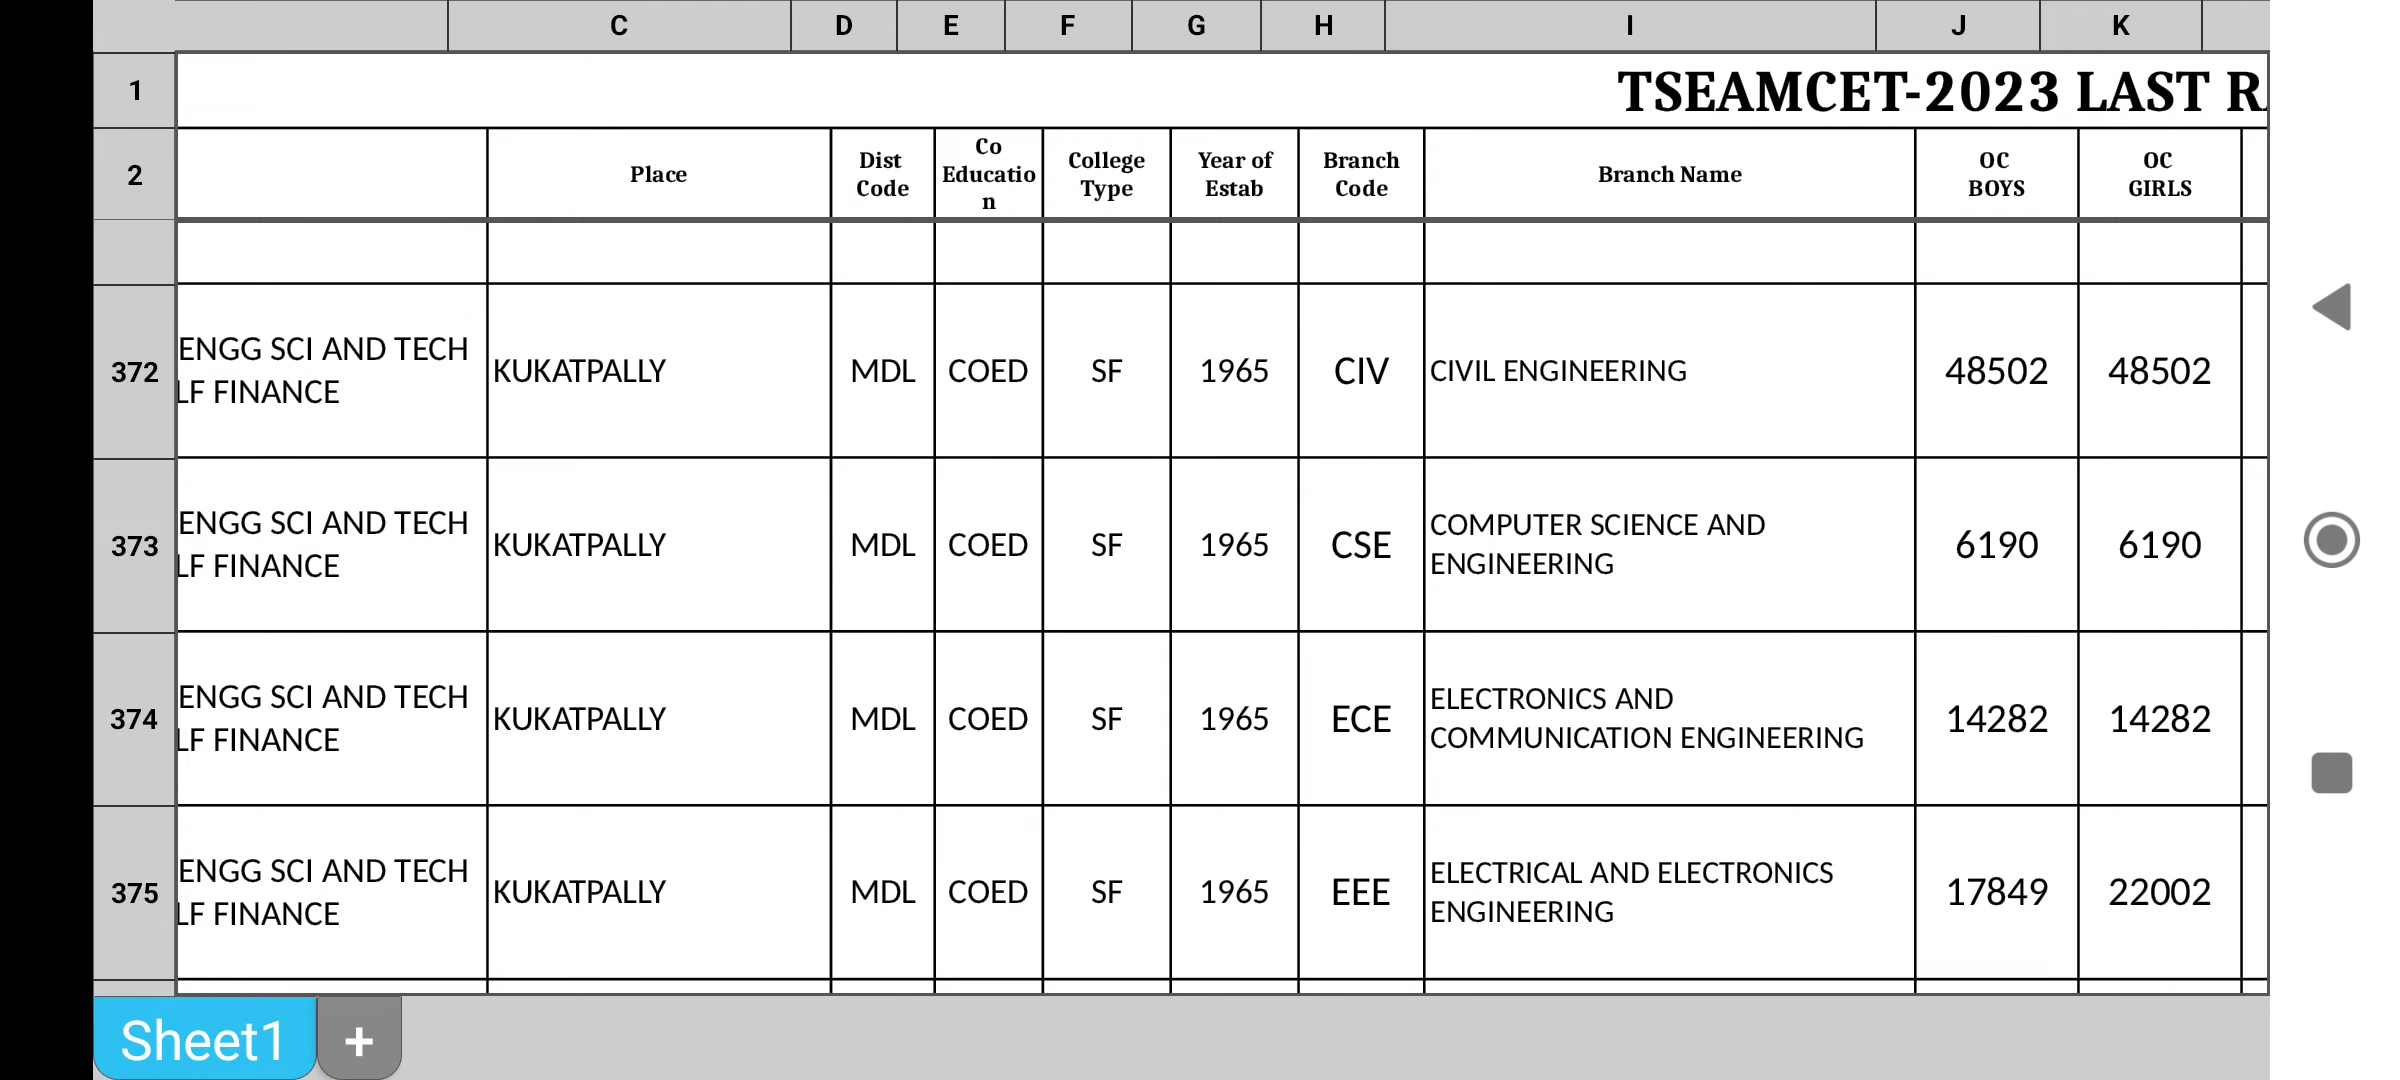 C D E F G H I J K
1 TSEAMCET-2023 LAST R
2 Place Dist Code Co Education College Type Year of Estab Branch Code Branch Name OC BOYS OC GIRLS
372 ENGG SCI AND TECH LF FINANCE KUKATPALLY MDL COED SF 1965 CIV CIVIL ENGINEERING 48502 48502
373 ENGG SCI AND TECH LF FINANCE KUKATPALLY MDL COED SF 1965 CSE COMPUTER SCIENCE AND ENGINEERING 6190 6190
374 ENGG SCI AND TECH LF FINANCE KUKATPALLY MDL COED SF 1965 ECE ELECTRONICS AND COMMUNICATION ENGINEERING 14282 14282
375 ENGG SCI AND TECH LF FINANCE KUKATPALLY MDL COED SF 1965 EEE ELECTRICAL AND ELECTRONICS ENGINEERING 17849 22002
Sheet1 +